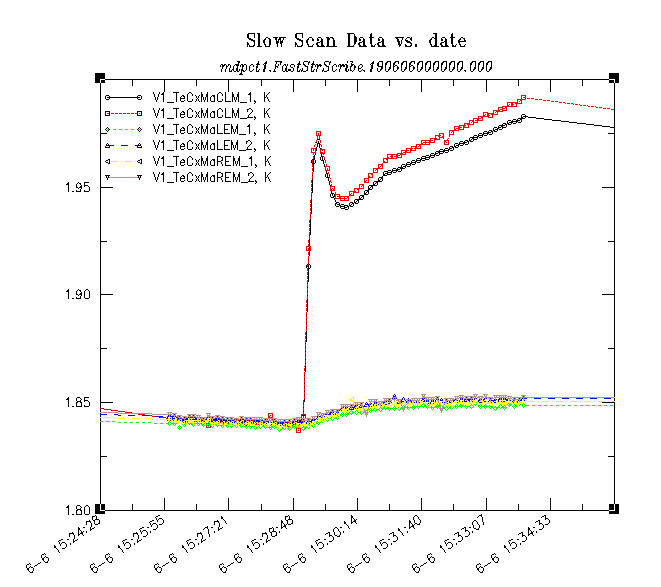 Slow Scan Data vs. date
mdpct1.FastStrScribe.190606000000.000
V1_TeCxMaCLM_1, K
V1_TeCxMaCLM_2, K
V1_TeCxMaLEM_1, K
V1_TeCxMaLEM_2, K
V1_TeCxMaREM_1, K
V1_TeCxMaREM_2, K
1.95
1.90
1.85
1.80
6-6 15:24:28
6-6 15:25:55
6-6 15:27:21
6-6 15:28:48
6-6 15:30:14
6-6 15:31:40
6-6 15:33:07
6-6 15:34:33